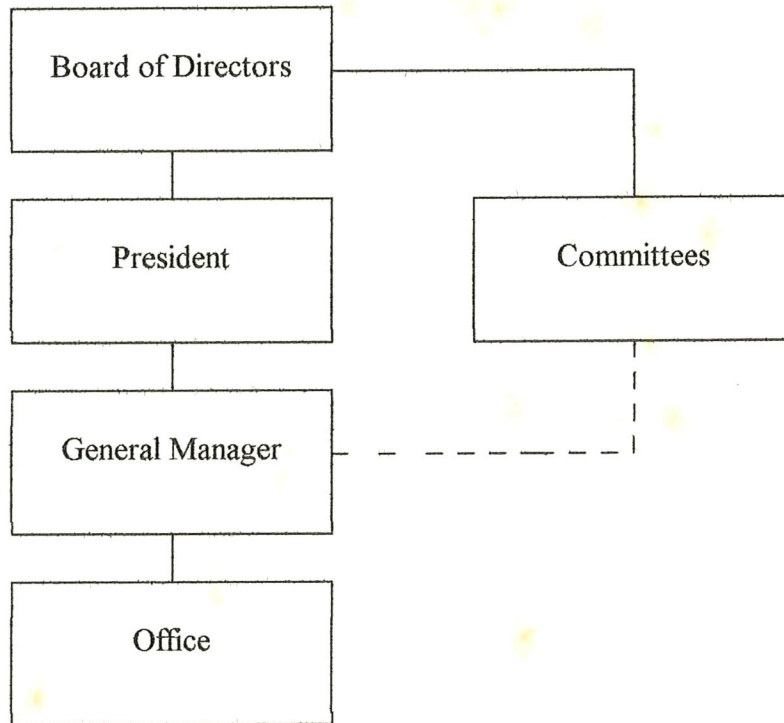 Board of Directors
President
Committees
General Manager
Office